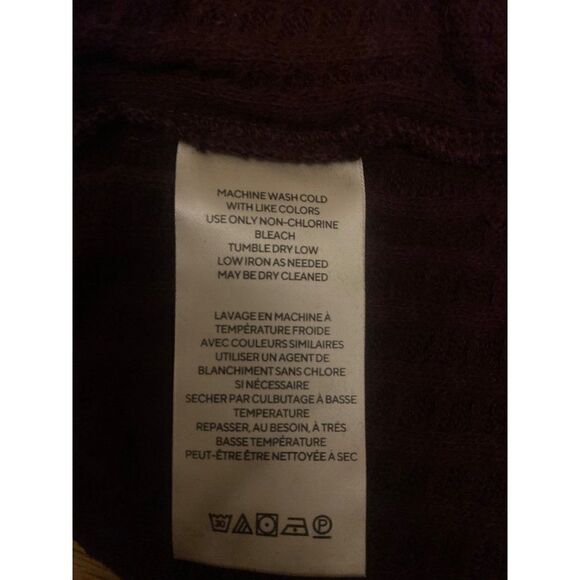 MACHINE WASH COLD
WITH LIKE COLORS
USE ONLY NON-CHLORINE
BLEACH
TUMBLE DRY LOW
LOW IRON AS NEEDED
MAY BE DRY CLEANED
LAVAGE EN MACHINE À
TEMPÉRATURE FROIDE
AVEC COULEURS SIMILAIRES
UTILISER UN AGENT DE
BLANCHIMENT SANS CHLORE
SI NÉCESSAIRE
SECHER PAR CULBUTAGE À BASSE
TEMPERATURE
REPASSER, AU BESOIN, À TRÈS
BASSE TEMPÉRATURE
PEUT-ÊTRE ÊTRE NETTOYÉE À SEC
30 P